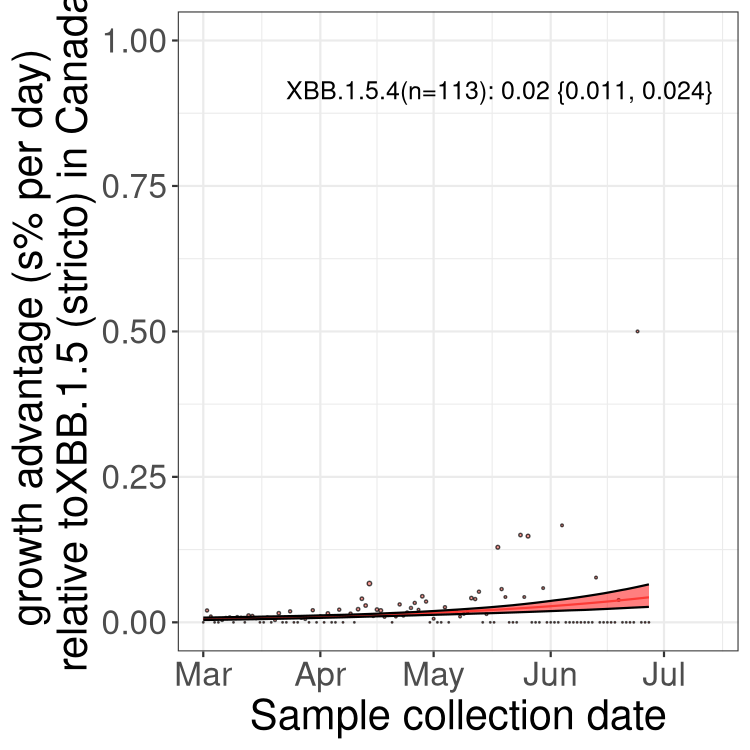 growth advantage (s% per day)
relative toXBB.1.5 (stricto) in Canada
1.00
0.75
0.50
0.25
0.00
XBB.1.5.4(n=113): 0.02 {0.011, 0.024}
Mar Apr May Jun Jul
Sample collection date